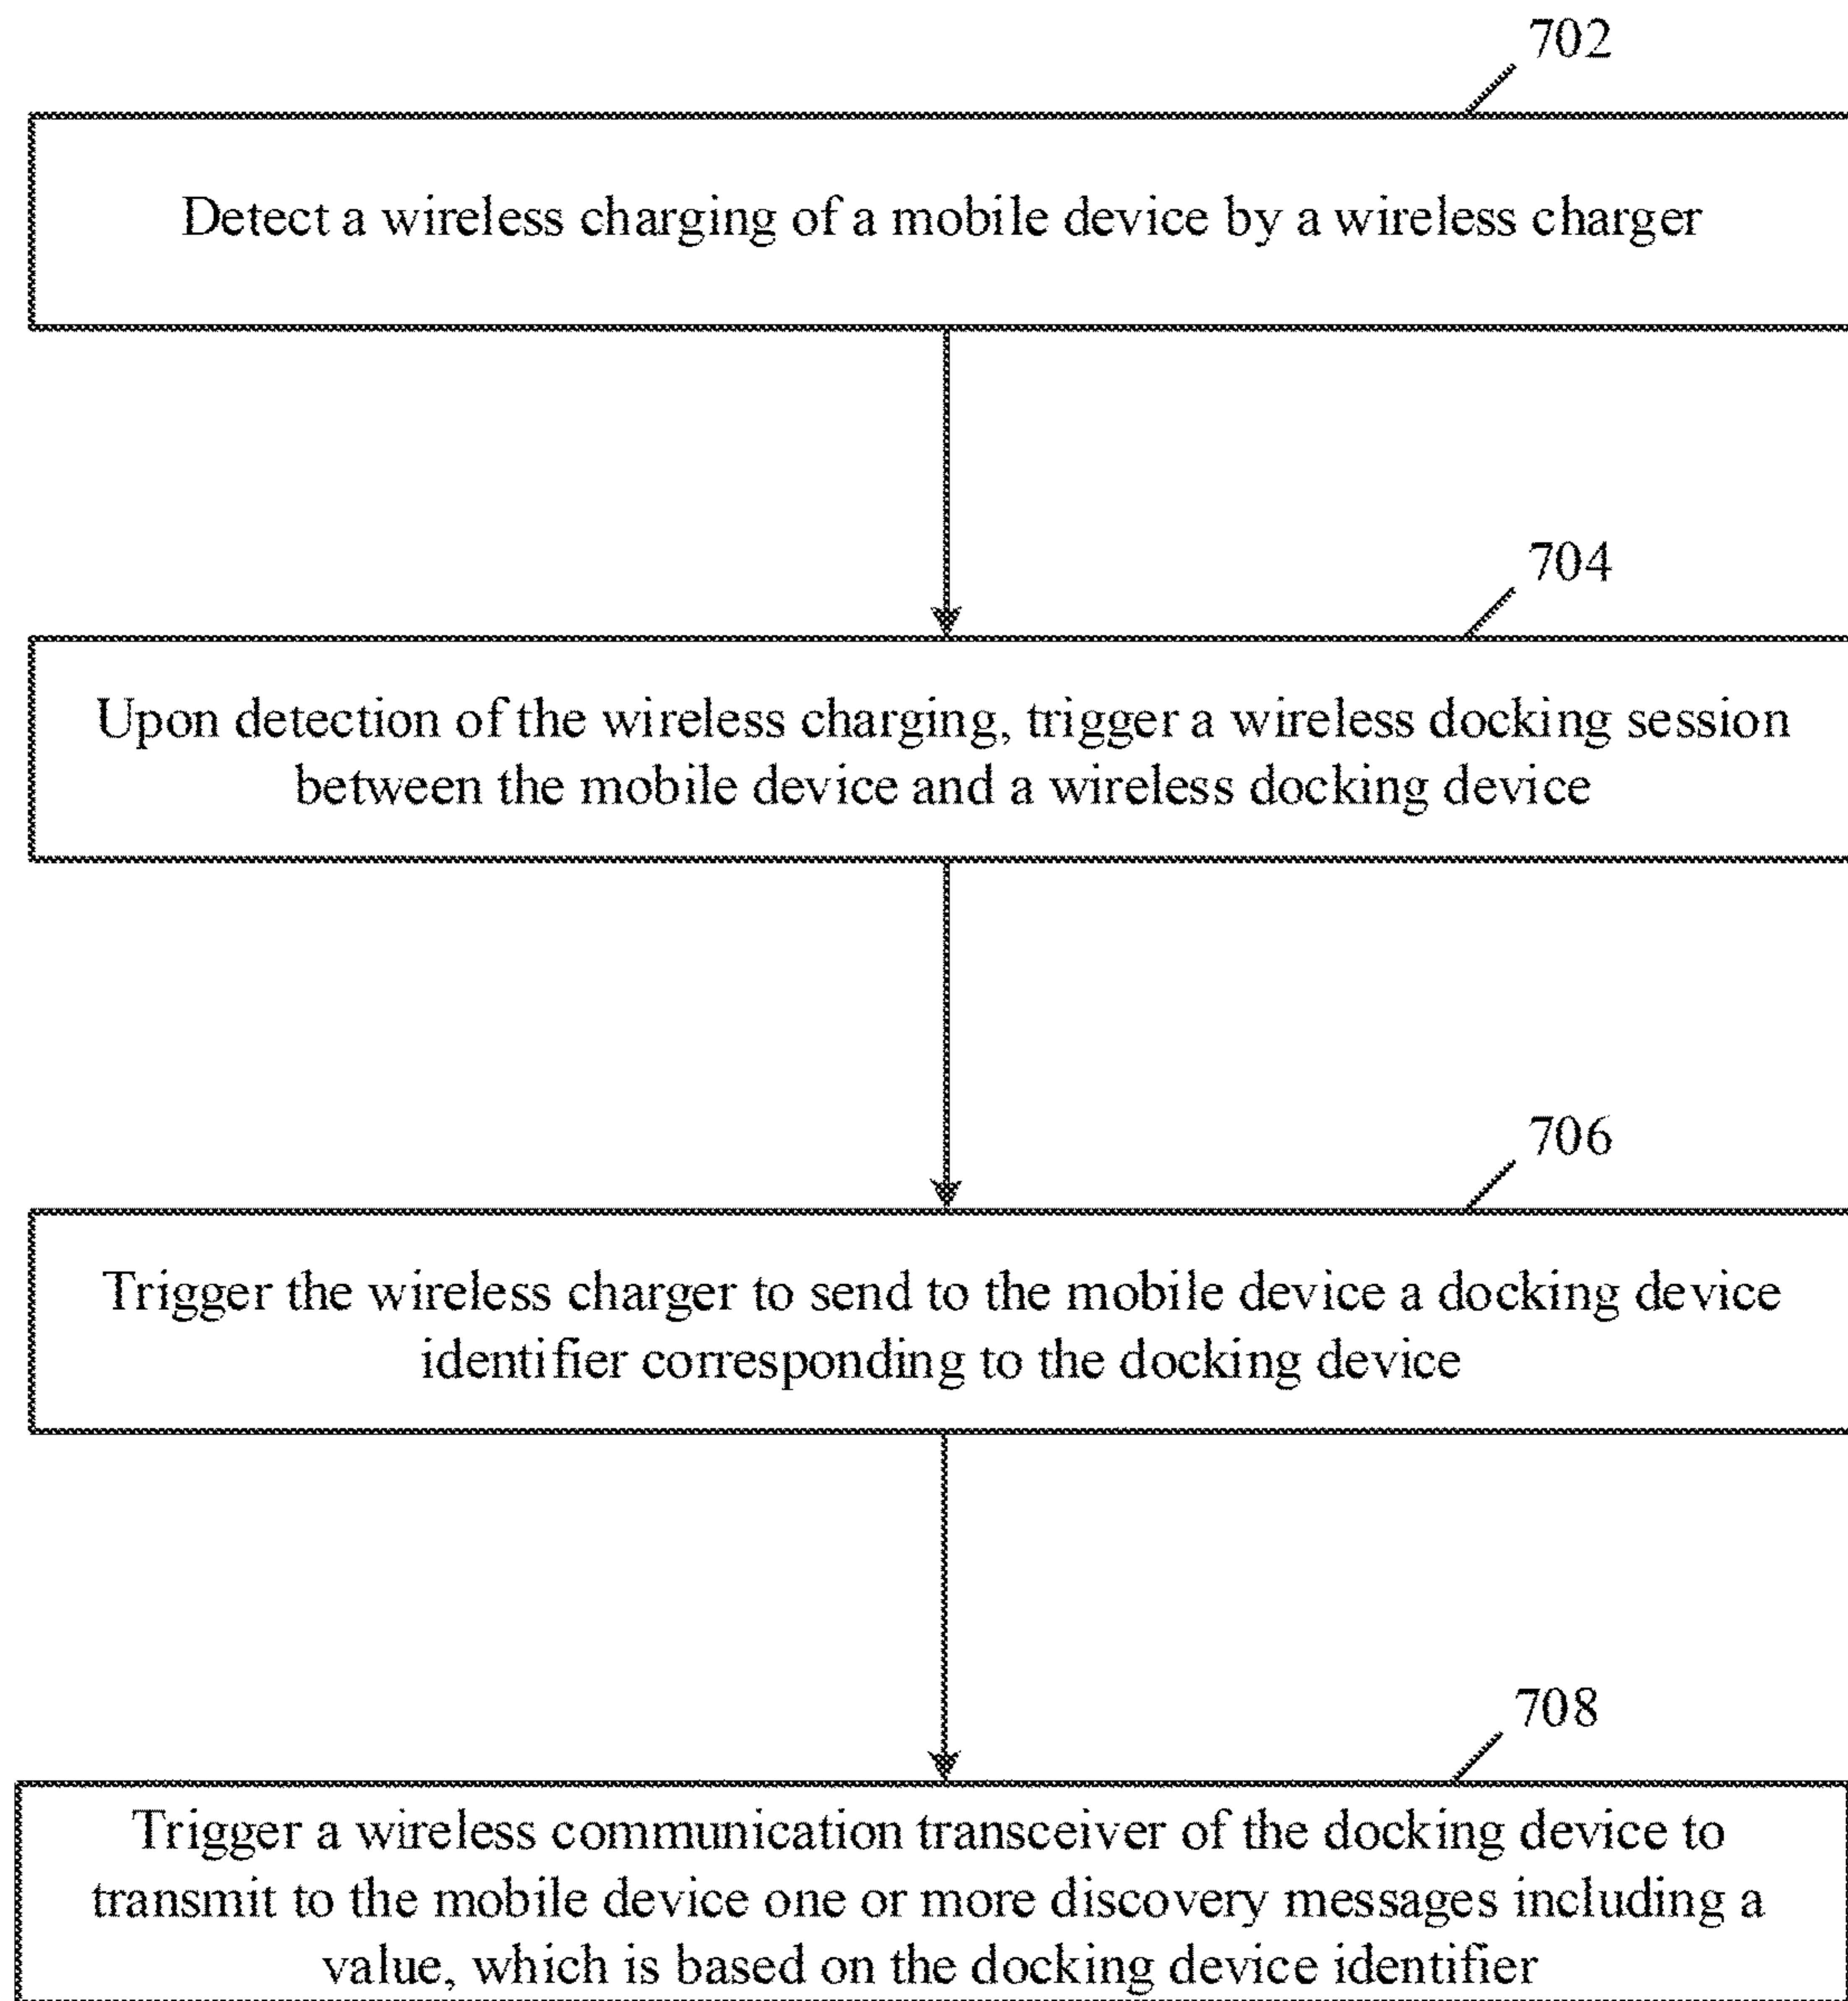 702
Detect a wireless charging of a mobile device by a wireless charger
704
Upon detection of the wireless charging, trigger a wireless docking session
between the mobile device and a wireless docking device
706
Trigger the wireless charger to send to the mobile device a docking device
identifier corresponding to the docking device
708
Trigger a wireless communication transceiver of the docking device to
transmit to the mobile device one or more discovery messages including a
value, which is based on the docking device identifier